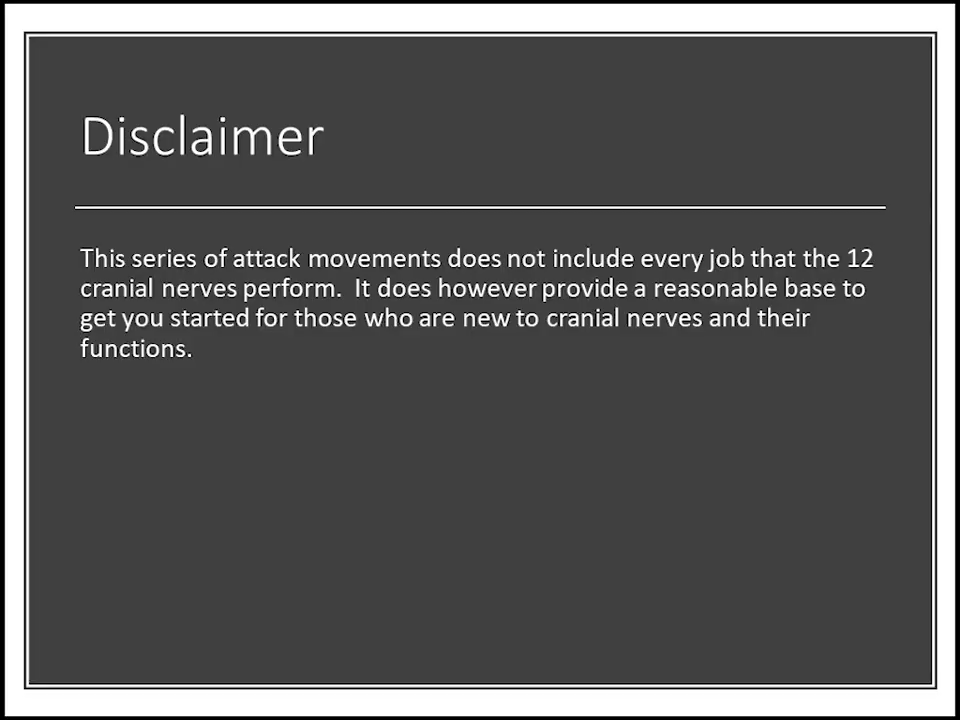 Disclaimer
This series of attack movements does not include every job that the 12
cranial nerves perform.  It does however provide a reasonable base to
get you started for those who are new to cranial nerves and their
functions.